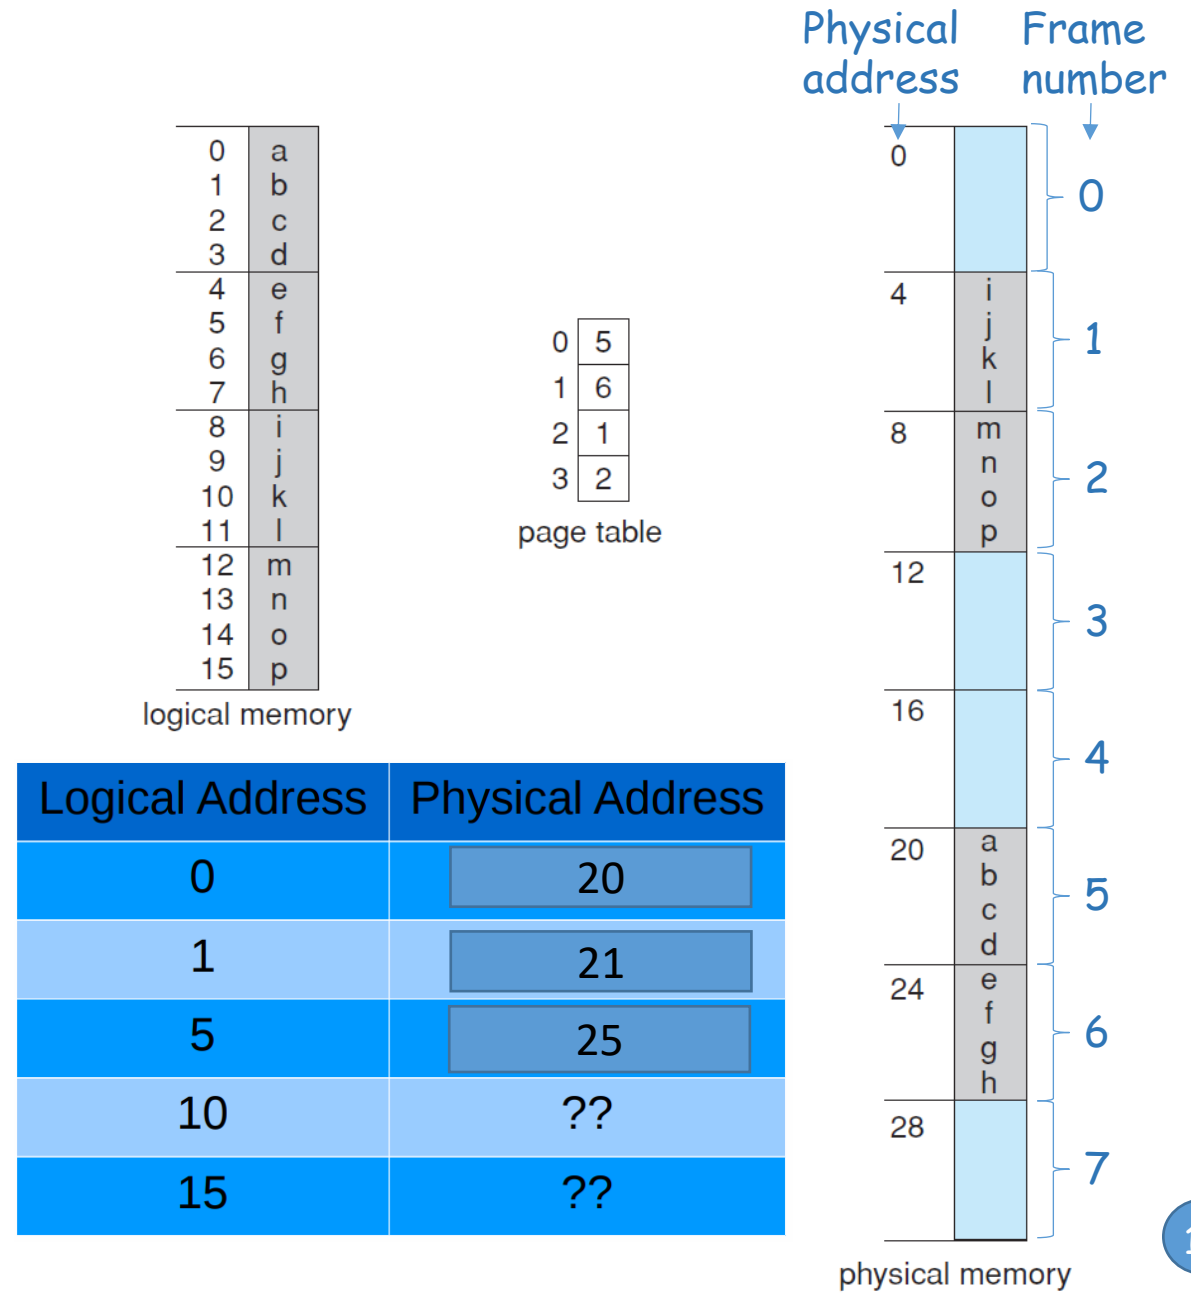 Physical address
Frame number
0 a
1 b
2 c
3 d
4 e
5 f
6 g
7 h
8 i
9 j
10 k
11 l
12 m
13 n
14 o
15 p
logical memory
0 5
1 6
2 1
3 2
page table
0
0
4 i
j
k
l
1
8 m
n
o
p
2
12
3
16
4
20 a
b
c
d
5
24 e
f
g
h
6
28
7
physical memory
Logical Address Physical Address
0 20
1 21
5 25
10 ??
15 ??